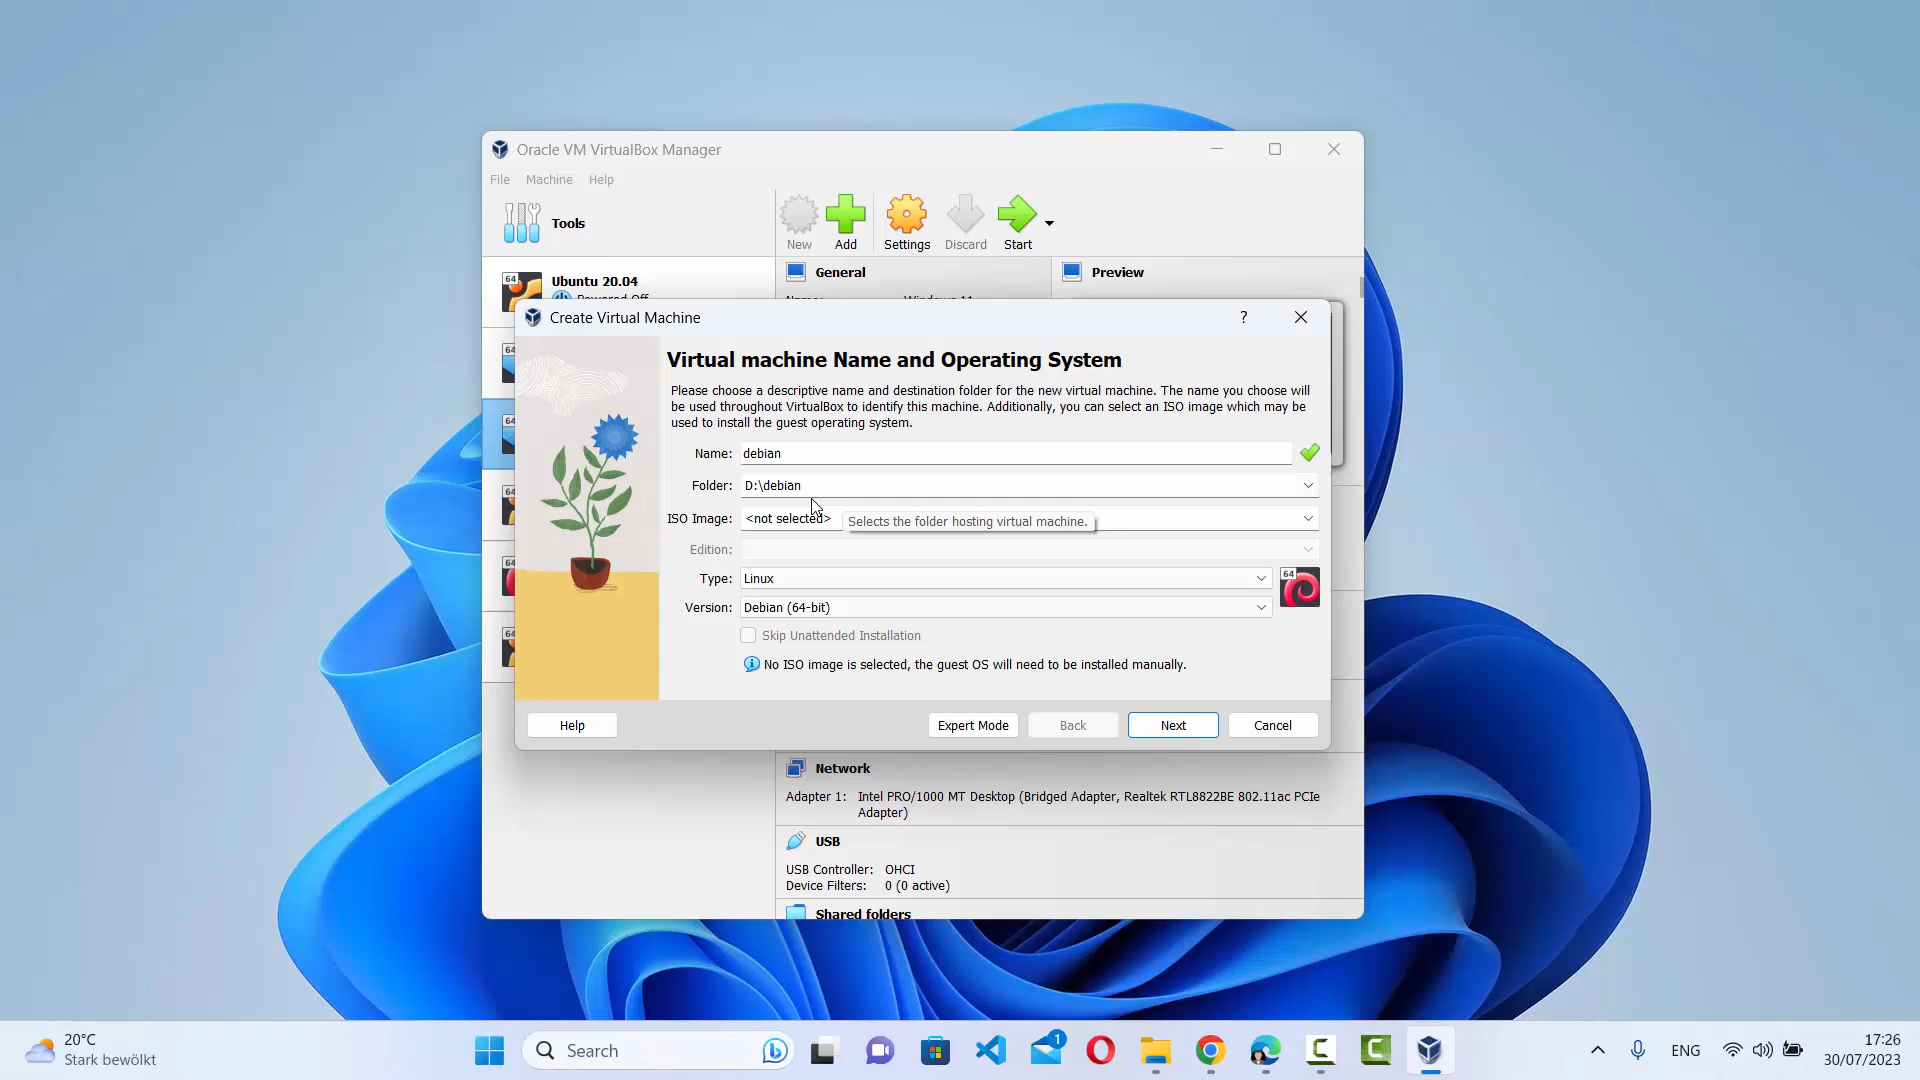 Oracle VM VirtualBox Manager
File Machine Help
Tools
New Add Settings Discard Start
64 Ubuntu 20.04
General
Preview
Create Virtual Machine
?
Virtual machine Name and Operating System
Please choose a descriptive name and destination folder for the new virtual machine. The name you choose will
be used throughout VirtualBox to identify this machine. Additionally, you can select an ISO image which may be
used to install the guest operating system.
Name: debian
Folder: D:\debian
ISO Image: <not selected>
Selects the folder hosting virtual machine.
Edition:
Type: Linux
64
Version: Debian (64-bit)
Skip Unattended Installation
No ISO image is selected, the guest OS will need to be installed manually.
Help Expert Mode Back Next Cancel
Network
Adapter 1: Intel PRO/1000 MT Desktop (Bridged Adapter, Realtek RTL8822BE 802.11ac PCIe
Adapter)
USB
USB Controller: OHCI
Device Filters: 0 (0 active)
Shared folders
20°C
Stark bewölkt
Search
1
ENG
17:26
30/07/2023